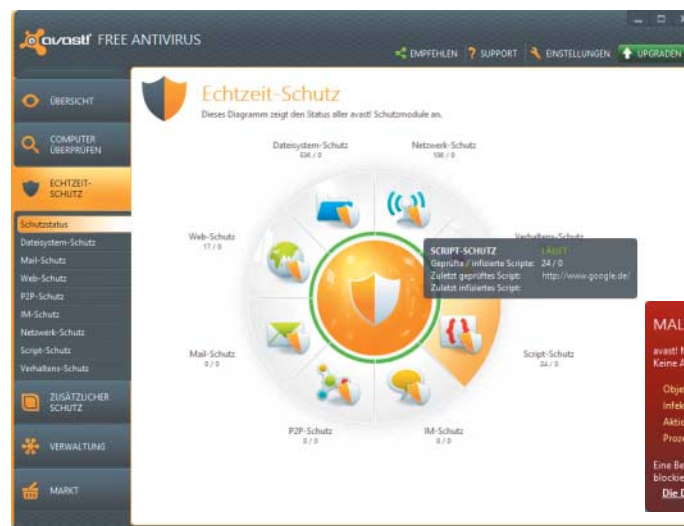 avast! FREE ANTIVIRUS
EMPFEHLEN
SUPPORT
EINSTELLUNGEN
UPGRADEN
ÜBERSICHT
COMPUTER
ÜBERPRÜFEN
ECHTZEIT-
SCHUTZ
Schutzstatus
Dateisystem-Schutz
Mail-Schutz
Web-Schutz
P2P-Schutz
IM-Schutz
Netzwerk-Schutz
Script-Schutz
Verhaltens-Schutz
ZUSÄTZLICHER
SCHUTZ
VERWALTUNG
MARKT
Echtzeit-Schutz
Dieses Diagramm zeigt den Status aller avast! Schutzmodule an.
Dateisystem-Schutz
Netzwerk-Schutz
Web-Schutz
17 / 0
Verhaltens-Schutz
SCRIPT-SCHUTZ LÄUFT
Geprüfte / infizierte Scripte: 24 / 0
Zuletzt geprüftes Script: http://www.google.de/
Zuletzt infiziertes Script:
Mail-Schutz
0 / 0
Script-Schutz
24 / 0
P2P-Schutz
0 / 0
IM-Schutz
0 / 0
MAL
avast!
Keine A
Obje
Infek
Aktio
Proze
Eine Be
blockie
Die D